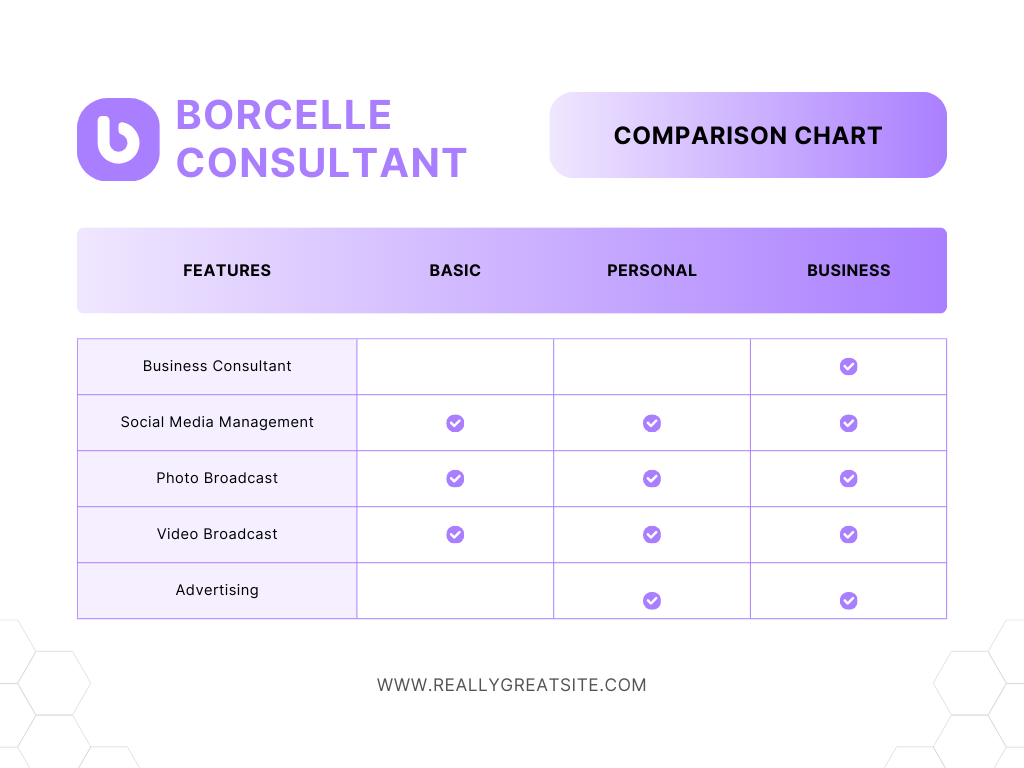 BORCELLE
CONSULTANT
COMPARISON CHART
FEATURES BASIC PERSONAL BUSINESS
Business Consultant
Social Media Management
Photo Broadcast
Video Broadcast
Advertising
WWW.REALLYGREATSITE.COM